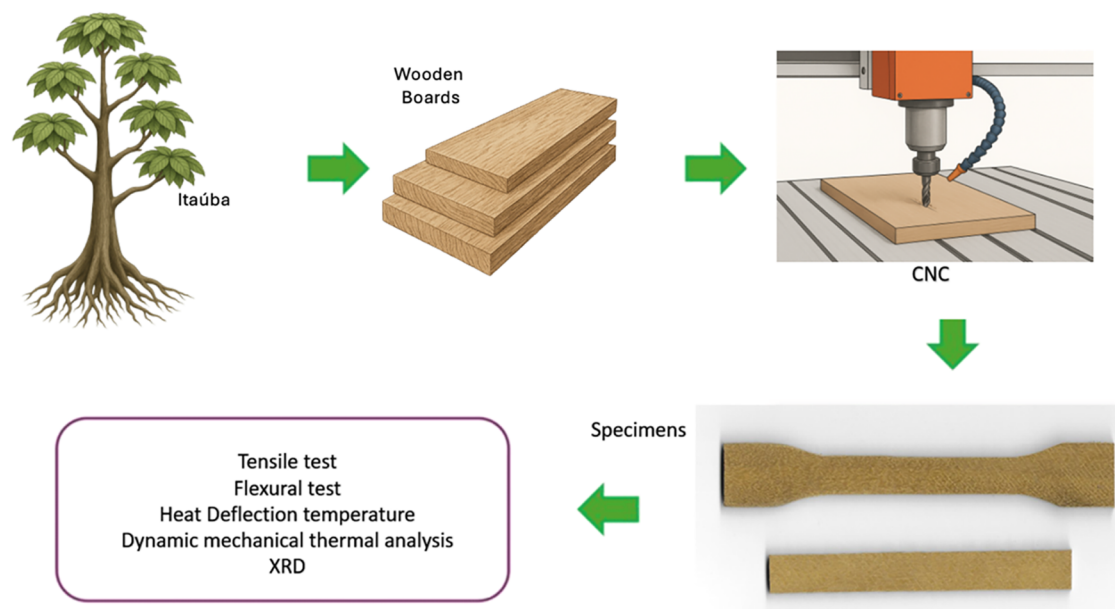 Itaúba
Wooden
Boards
CNC
Specimens
Tensile test
Flexural test
Heat Deflection temperature
Dynamic mechanical thermal analysis
XRD